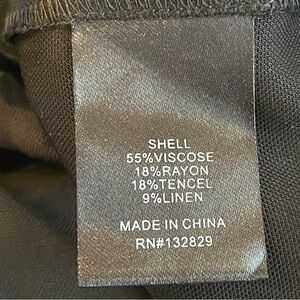 SHELL
55%VISCOSE
18%RAYON
18%TENCEL
9%LINEN
MADE IN CHINA
RN#132829